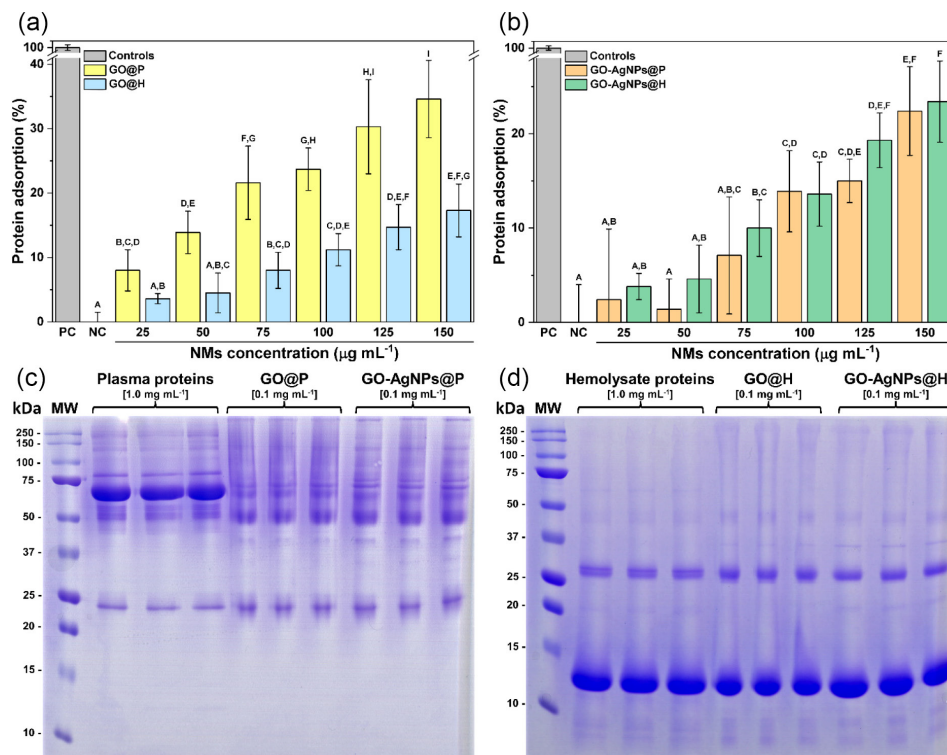 (a)
Protein adsorption (%)
100
40
30
20
10
0
Controls
GO@P
GO@H
A
B,C,D
A,B
D,E
A,B,C
F,G
B,C,D
G,H
C,D,E
H,I
D,E,F
I
E,F,G
PC NC 25 50 75 100 125 150
NMs concentration (µg mL⁻¹)
(b)
Protein adsorption (%)
100
20
10
0
Controls
GO-AgNPs@P
GO-AgNPs@H
A
A,B
A,B
A
A,B
A,B,C
B,C
C,D
C,D
C,D,E
D,E,F
E,F
F
PC NC 25 50 75 100 125 150
NMs concentration (µg mL⁻¹)
(c)
Plasma proteins GO@P GO-AgNPs@P
kDa MW [1.0 mg mL⁻¹] [0.1 mg mL⁻¹] [0.1 mg mL⁻¹]
250 -
150 -
100 -
75 -
50 -
37 -
25 -
20 -
15 -
10 -
(d)
Hemolysate proteins GO@H GO-AgNPs@H
kDa MW [1.0 mg mL⁻¹] [0.1 mg mL⁻¹] [0.1 mg mL⁻¹]
250 -
150 -
100 -
75 -
50 -
37 -
25 -
20 -
15 -
10 -